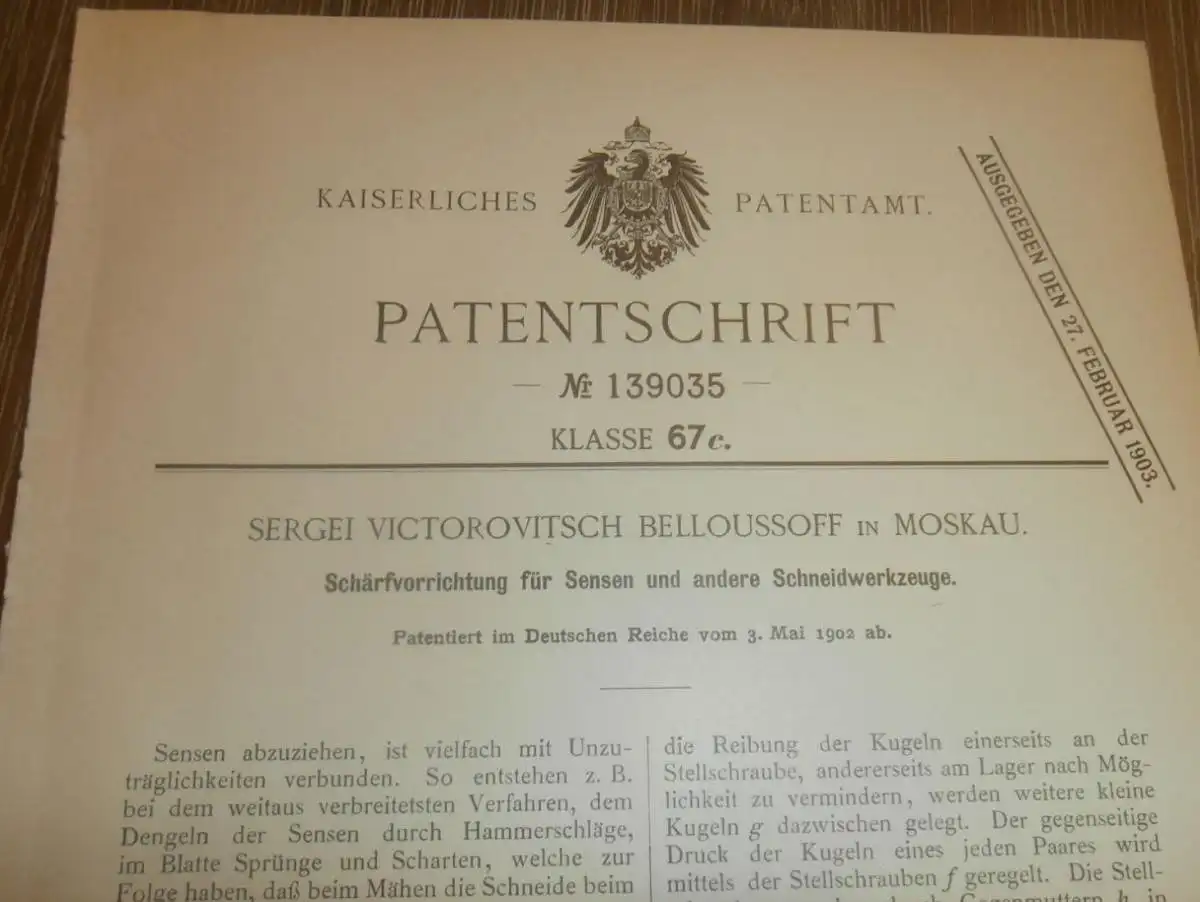 KAISERLICHES PATENTAMT.
PATENTSCHRIFT
— № 139035 —
KLASSE 67c.
AUSGEGEBEN DEN 27. FEBRUAR 1903.
SERGEI VICTOROVITSCH BELLOUSSOFF IN MOSKAU.
Schärfvorrichtung für Sensen und andere Schneidwerkzeuge.
Patentiert im Deutschen Reiche vom 3. Mai 1902 ab.
Sensen abzuziehen, ist vielfach mit Unzu-
träglichkeiten verbunden. So entstehen z. B.
bei dem weitaus verbreitetsten Verfahren, dem
Dengeln der Sensen durch Hammerschläge,
im Blatte Sprünge und Scharten, welche zur
Folge haben, daß beim Mähen die Schneide beim
die Reibung der Kugeln einerseits an der
Stellschraube, andererseits am Lager nach Mög-
lichkeit zu vermindern, werden weitere kleine
Kugeln g dazwischen gelegt. Der gegenseitige
Druck der Kugeln eines jeden Paares wird
mittels der Stellschrauben f geregelt. Die Stell-
durch Gegenmuttern h in